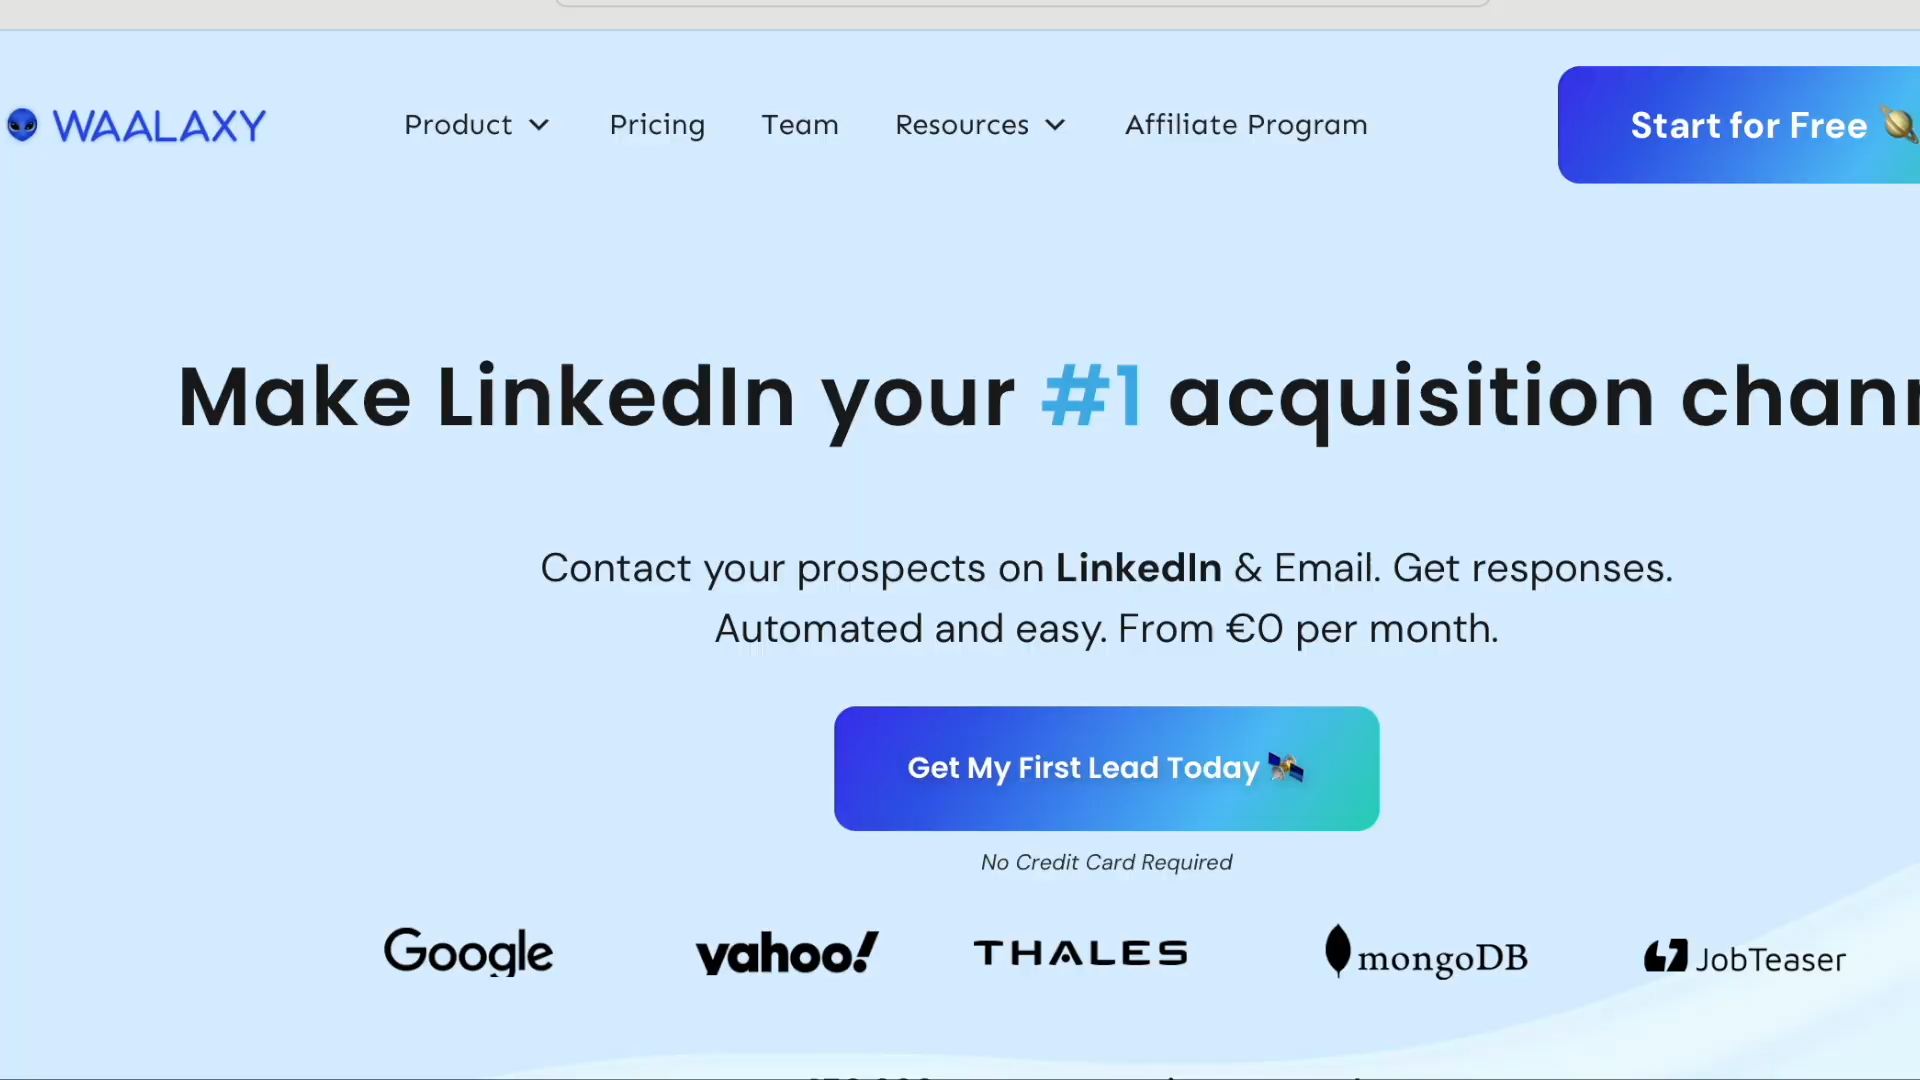 WAALAXY
Product
Pricing
Team
Resources
Affiliate Program
Start for Free
Make LinkedIn your #1 acquisition
Contact your prospects on LinkedIn & Email. Get responses.
Automated and easy. From €0 per month.
Get My First Lead Today
No Credit Card Required
Google
yahoo!
THALES
mongoDB
JobTeaser